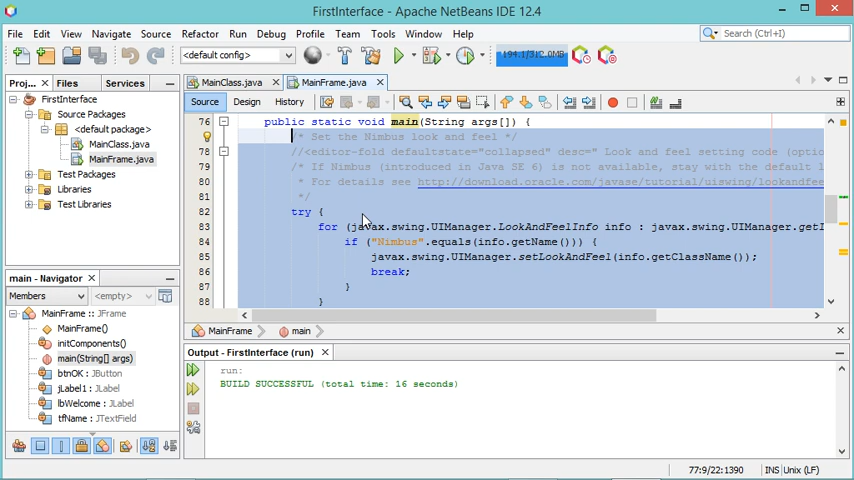 FirstInterface - Apache NetBeans IDE 12.4
File Edit View Navigate Source Refactor Run Debug Profile Team Tools Window Help
Search (Ctrl+I)
<default config>
Proj... Files Services
FirstInterface
Source Packages
<default package>
MainClass.java
MainFrame.java
Test Packages
Libraries
Test Libraries
MainClass.java MainFrame.java
Source Design History
76 public static void main(String args[]) {
/* Set the Nimbus look and feel */
78 //<editor-fold defaultstate="collapsed" desc=" Look and feel setting code (optio
79 /* If Nimbus (introduced in Java SE 6) is not available, stay with the default l
80 * For details see http://download.oracle.com/javase/tutorial/uiswing/lookandfee
81 */
82 try {
83 for (javax.swing.UIManager.LookAndFeelInfo info : javax.swing.UIManager.getI
84 if ("Nimbus".equals(info.getName())) {
85 javax.swing.UIManager.setLookAndFeel(info.getClassName());
86 break;
87 }
88 }
MainFrame main
main - Navigator
Members <empty>
MainFrame :: JFrame
MainFrame()
initComponents()
main(String[] args)
btnOK : JButton
jLabel1 : JLabel
lbWelcome : JLabel
tfName : JTextField
Output - FirstInterface (run)
run:
BUILD SUCCESSFUL (total time: 16 seconds)
77:9/22:1390 INS Unix (LF)